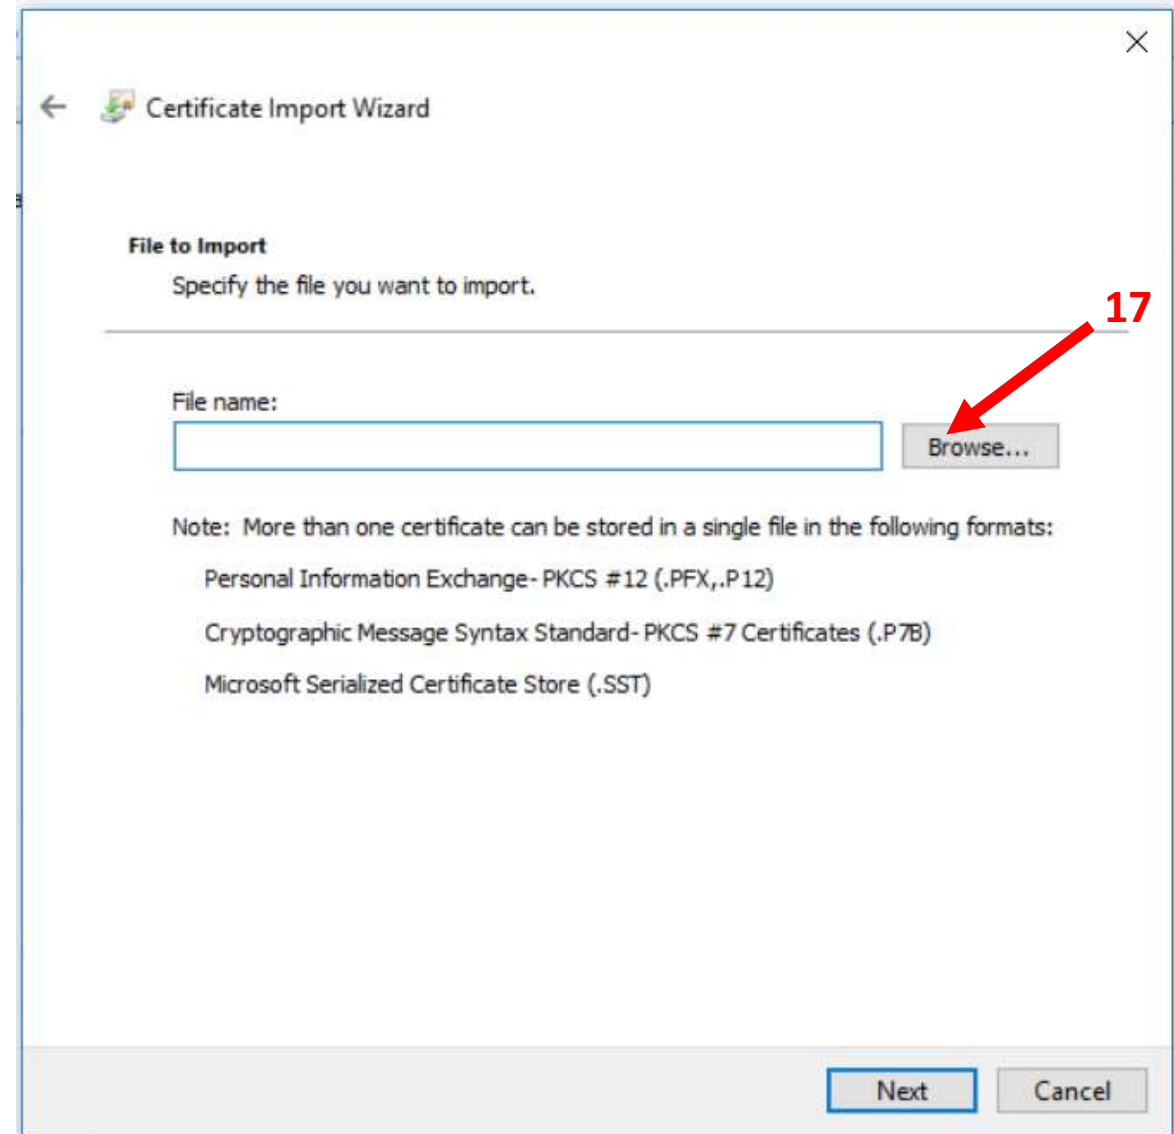 Certificate Import Wizard
File to Import
Specify the file you want to import.
17
File name:
Browse...
Note: More than one certificate can be stored in a single file in the following formats:
Personal Information Exchange- PKCS #12 (.PFX,.P12)
Cryptographic Message Syntax Standard- PKCS #7 Certificates (.P7B)
Microsoft Serialized Certificate Store (.SST)
Next Cancel